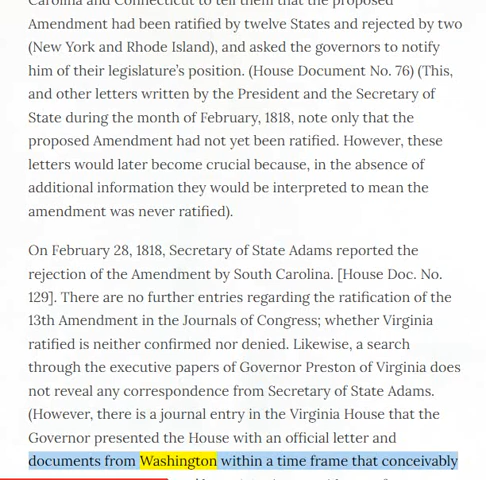 Carolina and Connecticut to tell them that the proposed
Amendment had been ratified by twelve States and rejected by two
(New York and Rhode Island), and asked the governors to notify
him of their legislature's position. (House Document No. 76) (This,
and other letters written by the President and the Secretary of
State during the month of February, 1818, note only that the
proposed Amendment had not yet been ratified. However, these
letters would later become crucial because, in the absence of
additional information they would be interpreted to mean the
amendment was never ratified).
On February 28, 1818, Secretary of State Adams reported the
rejection of the Amendment by South Carolina. [House Doc. No.
129]. There are no further entries regarding the ratification of the
13th Amendment in the Journals of Congress; whether Virginia
ratified is neither confirmed nor denied. Likewise, a search
through the executive papers of Governor Preston of Virginia does
not reveal any correspondence from Secretary of State Adams.
(However, there is a journal entry in the Virginia House that the
Governor presented the House with an official letter and
documents from Washington within a time frame that conceivably